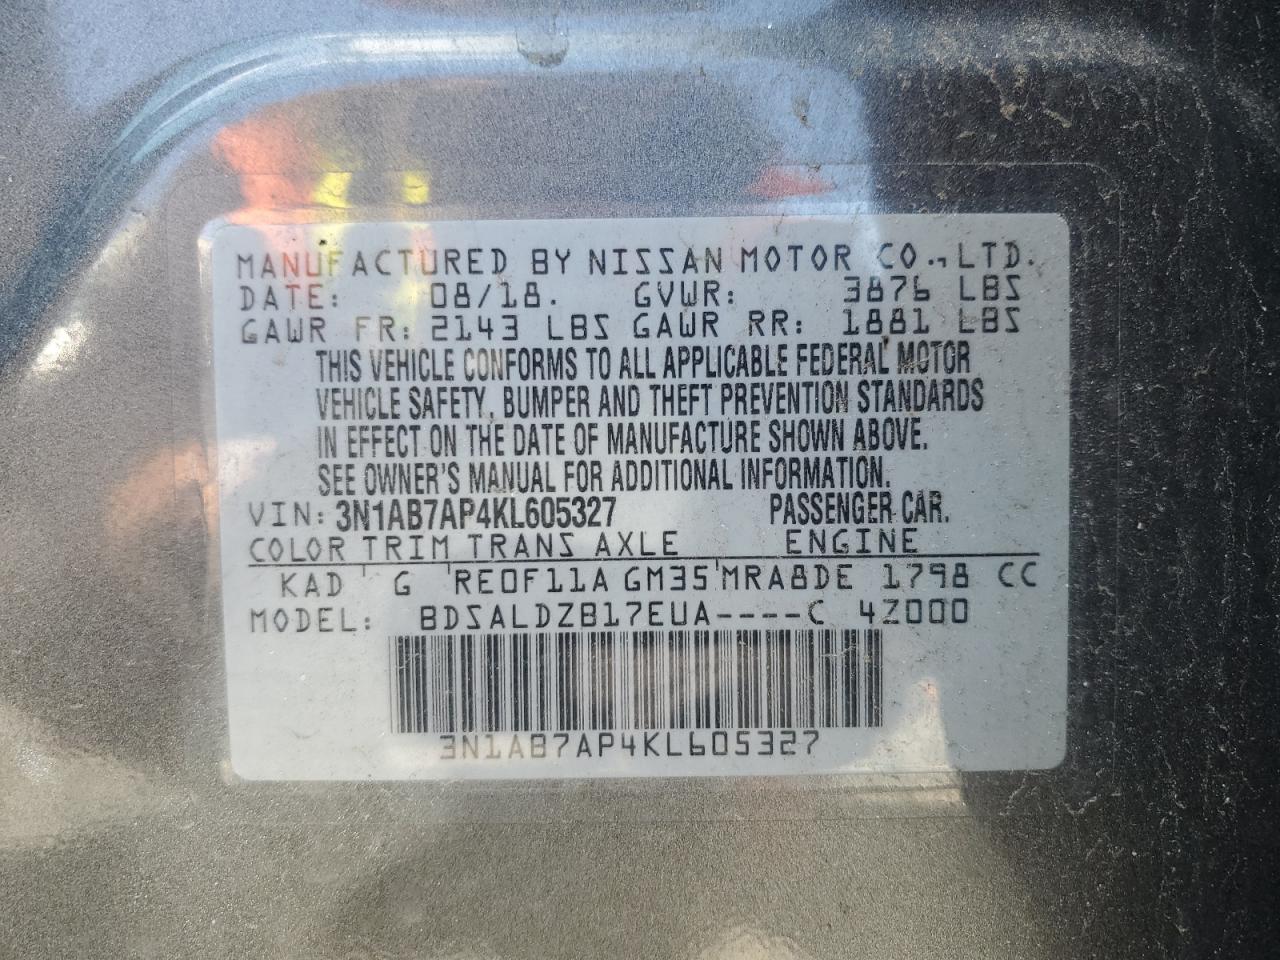 MANUFACTURED BY NISSAN MOTOR CO., LTD.
DATE: 08/18. GVWR: 3876 LBS
GAWR FR: 2143 LBS GAWR RR: 1881 LBS
THIS VEHICLE CONFORMS TO ALL APPLICABLE FEDERAL MOTOR
VEHICLE SAFETY, BUMPER AND THEFT PREVENTION STANDARDS
IN EFFECT ON THE DATE OF MANUFACTURE SHOWN ABOVE.
SEE OWNER'S MANUAL FOR ADDITIONAL INFORMATION.
VIN: 3N1AB7AP4KL605327 PASSENGER CAR.
COLOR TRIM TRANS AXLE ENGINE
KAD G RE0F11A GM35 MRA8DE 1798 CC
MODEL: BDSALDZB17EUA----C 4Z000
3N1AB7AP4KL605327